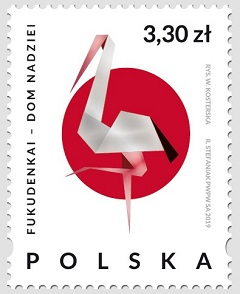 3,30 zł
FUKUDENKAI – DOM NADZIEI
RYS. W. KOSTERSKA
R. STEFANIAK PWPW SA 2019
POLSKA